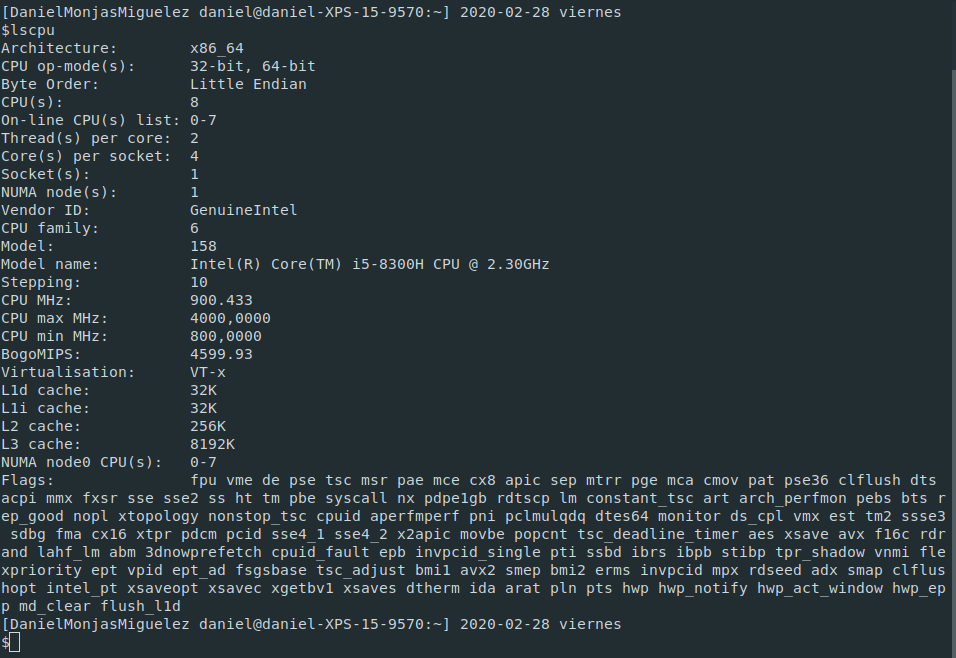 [DanielMonjasMiguelez daniel@daniel-XPS-15-9570:~] 2020-02-28 viernes
$lscpu
Architecture:        x86_64
CPU op-mode(s):      32-bit, 64-bit
Byte Order:          Little Endian
CPU(s):              8
On-line CPU(s) list: 0-7
Thread(s) per core:  2
Core(s) per socket:  4
Socket(s):           1
NUMA node(s):        1
Vendor ID:           GenuineIntel
CPU family:          6
Model:               158
Model name:          Intel(R) Core(TM) i5-8300H CPU @ 2.30GHz
Stepping:            10
CPU MHz:             900.433
CPU max MHz:         4000,0000
CPU min MHz:         800,0000
BogoMIPS:            4599.93
Virtualisation:      VT-x
L1d cache:           32K
L1i cache:           32K
L2 cache:            256K
L3 cache:            8192K
NUMA node0 CPU(s):   0-7
Flags:               fpu vme de pse tsc msr pae mce cx8 apic sep mtrr pge mca cmov pat pse36 clflush dts
acpi mmx fxsr sse sse2 ss ht tm pbe syscall nx pdpe1gb rdtscp lm constant_tsc art arch_perfmon pebs bts r
ep_good nopl xtopology nonstop_tsc cpuid aperfmperf pni pclmulqdq dtes64 monitor ds_cpl vmx est tm2 ssse3
 sdbg fma cx16 xtpr pdcm pcid sse4_1 sse4_2 x2apic movbe popcnt tsc_deadline_timer aes xsave avx f16c rdr
and lahf_lm abm 3dnowprefetch cpuid_fault epb invpcid_single pti ssbd ibrs ibpb stibp tpr_shadow vnmi fle
xpriority ept vpid ept_ad fsgsbase tsc_adjust bmi1 avx2 smep bmi2 erms invpcid mpx rdseed adx smap clflus
hopt intel_pt xsaveopt xsavec xgetbv1 xsaves dtherm ida arat pln pts hwp hwp_notify hwp_act_window hwp_ep
p md_clear flush_l1d
[DanielMonjasMiguelez daniel@daniel-XPS-15-9570:~] 2020-02-28 viernes
$